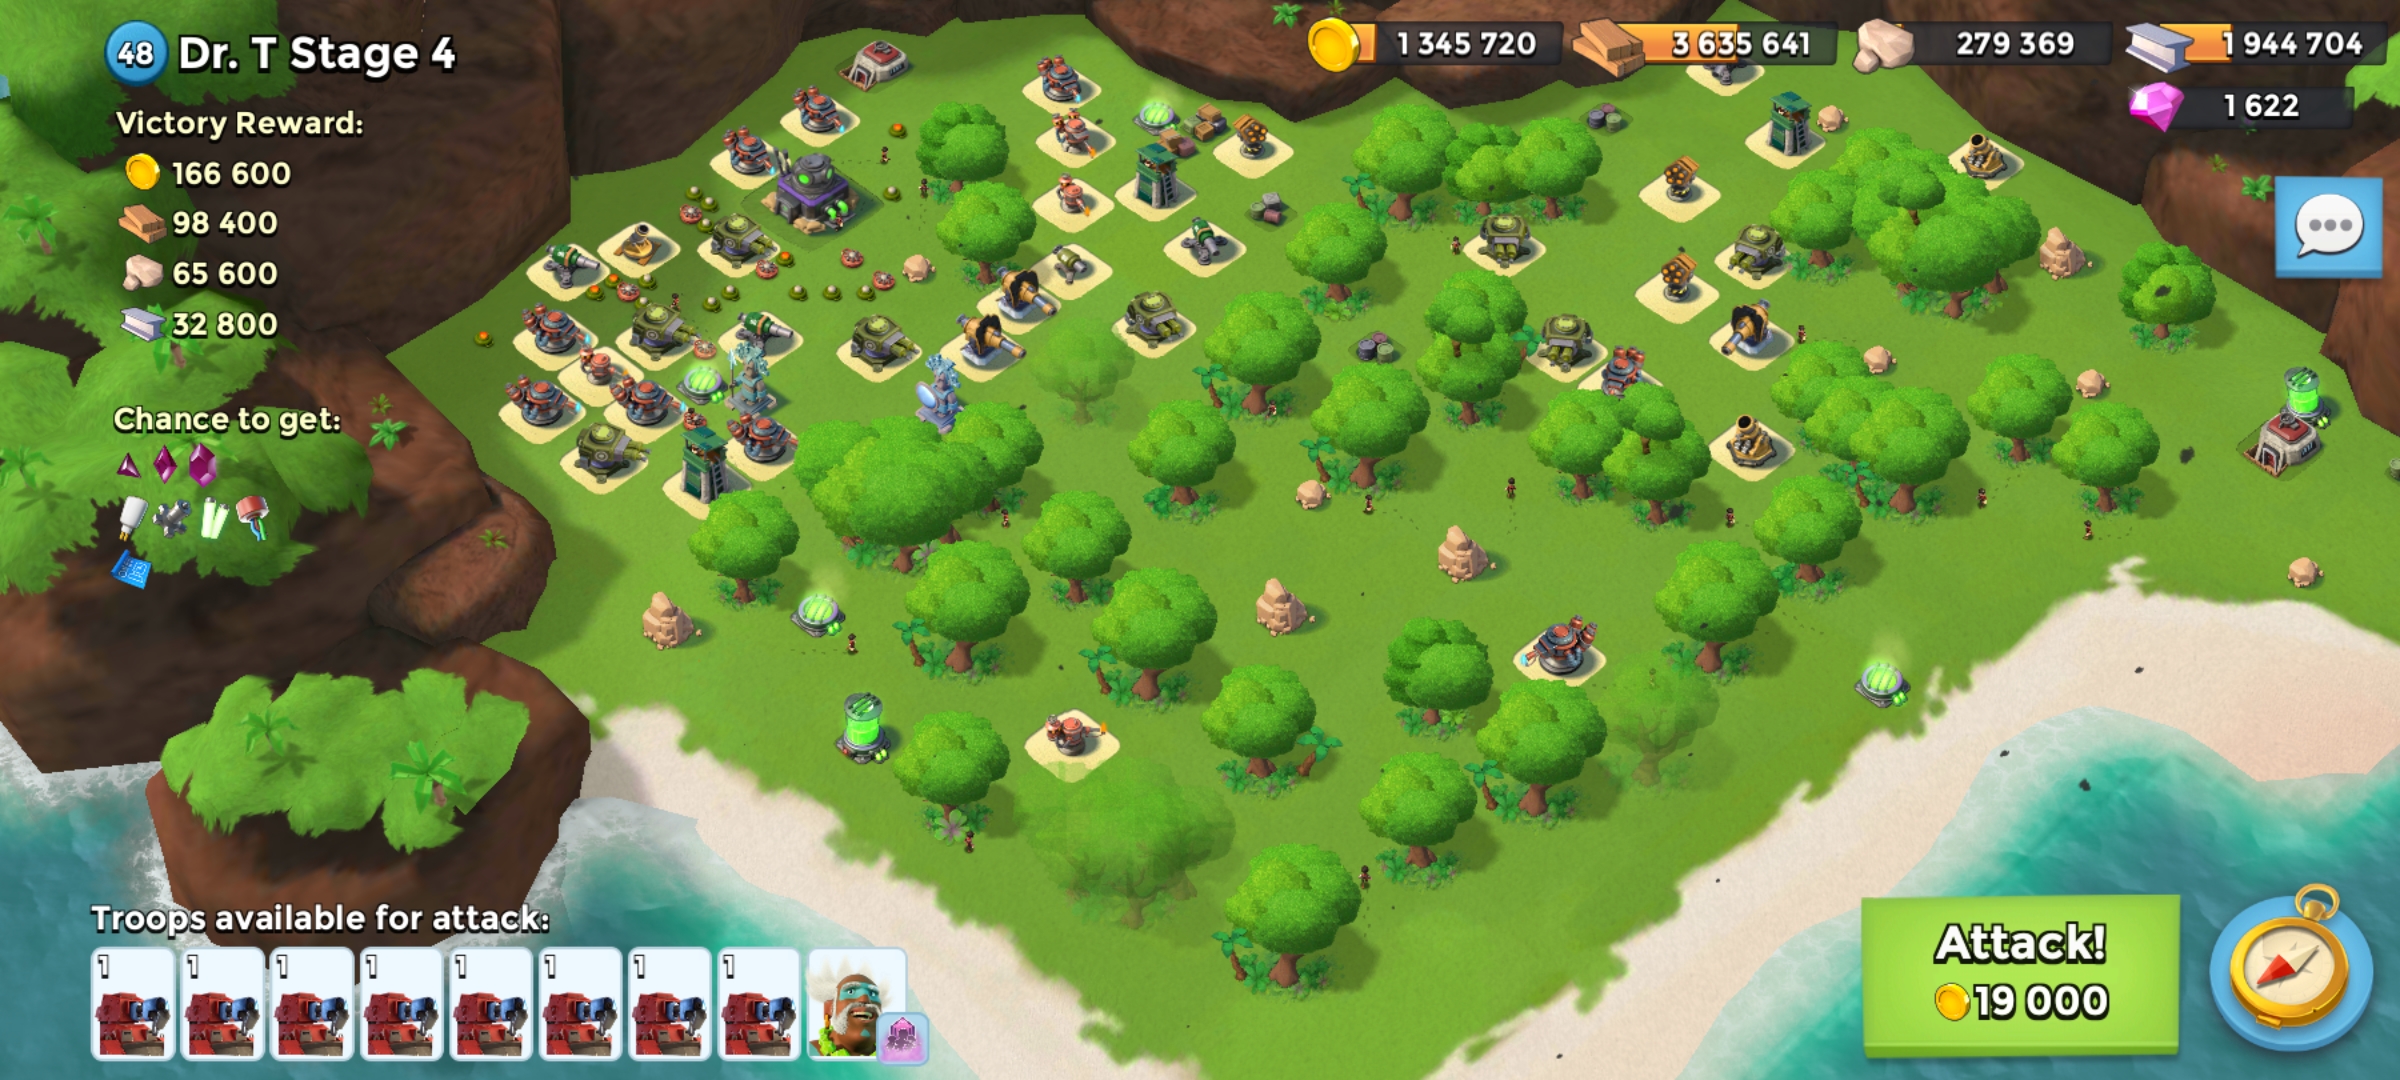 48 Dr. T Stage 4
Victory Reward:
166 600
98 400
65 600
32 800
Chance to get:
1 345 720
3 635 641
279 369
1 944 704
1 622
Troops available for attack:
1 1 1 1 1 1 1 1
Attack!
19 000